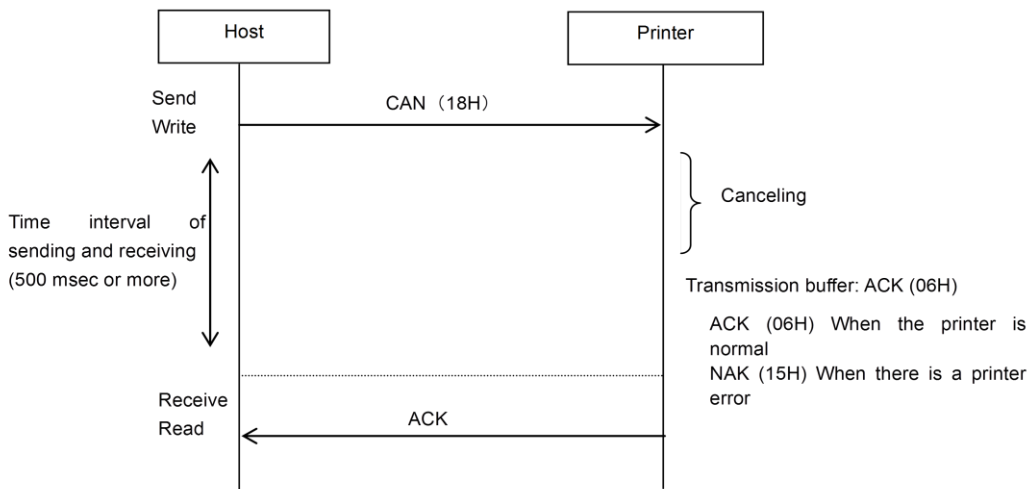 Host
Printer
Send
Write
CAN（18H）
Canceling
Time interval of
sending and receiving
(500 msec or more)
Transmission buffer: ACK (06H)
ACK (06H) When the printer is
normal
NAK (15H) When there is a printer
error
Receive
Read
ACK